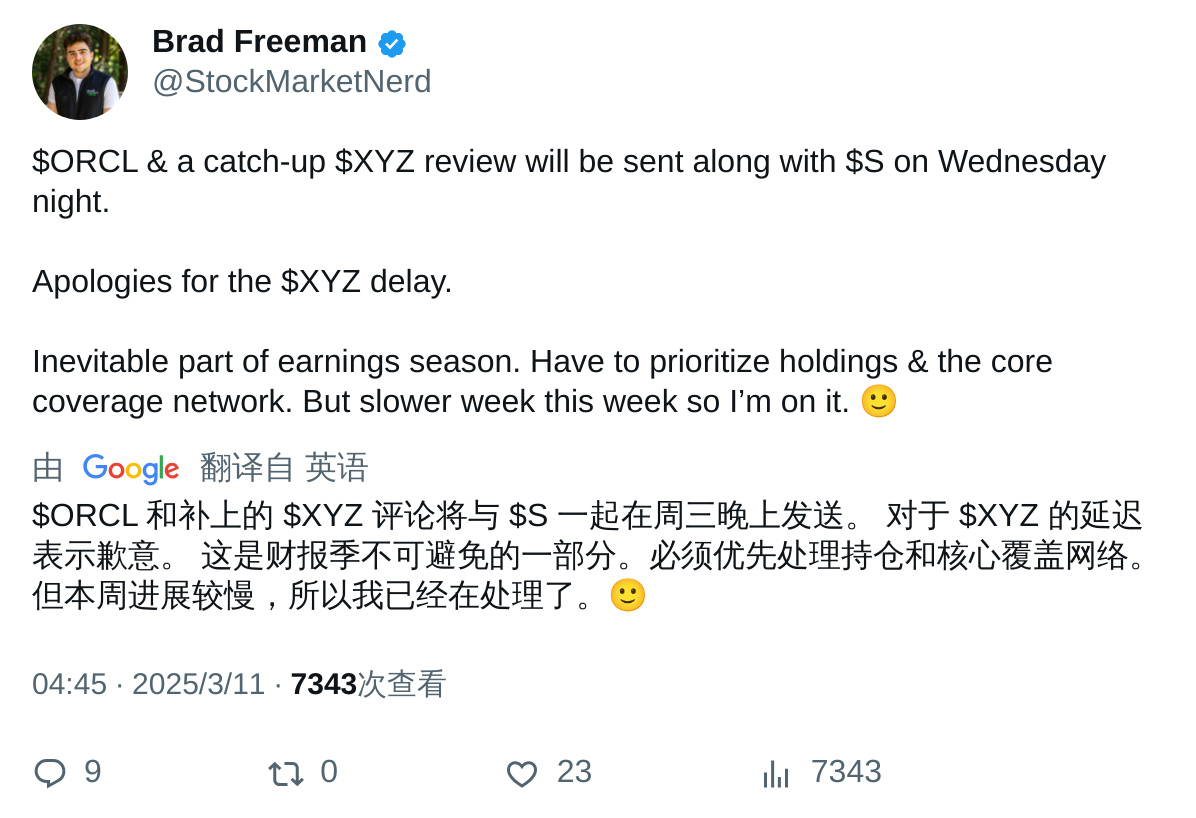 Brad Freeman
@StockMarketNerd
$ORCL & a catch-up $XYZ review will be sent along with $S on Wednesday
night.
Apologies for the $XYZ delay.
Inevitable part of earnings season. Have to prioritize holdings & the core
coverage network. But slower week this week so I’m on it. 🙂
由 Google 翻译自 英语
$ORCL 和补上的 $XYZ 评论将与 $S 一起在周三晚上发送。 对于 $XYZ 的延迟
表示歉意。 这是财报季不可避免的一部分。必须优先处理持仓和核心覆盖网络。
但本周进展较慢，所以我已经在处理了。🙂
04:45 · 2025/3/11 · 7343次查看
9 0 23 7343